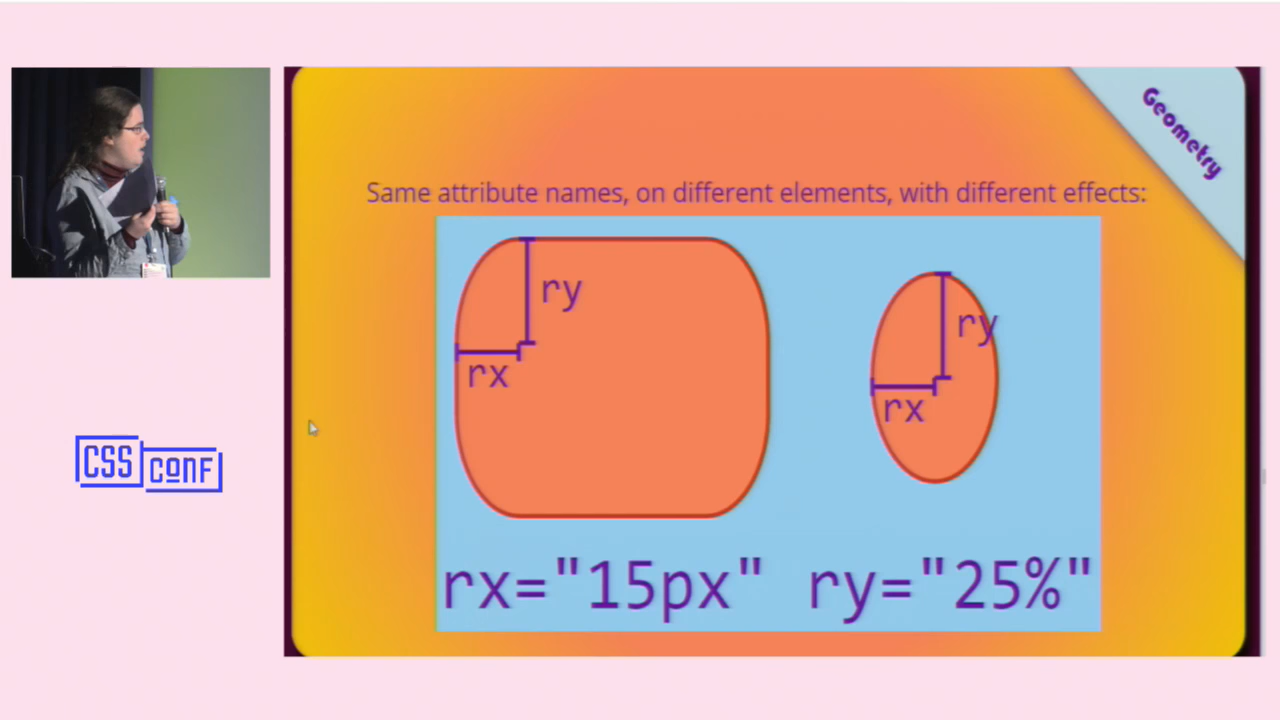 Geometry
Same attribute names, on different elements, with different effects:
ry
rx
ry
rx
rx="15px" ry="25%"
CSS
CONF